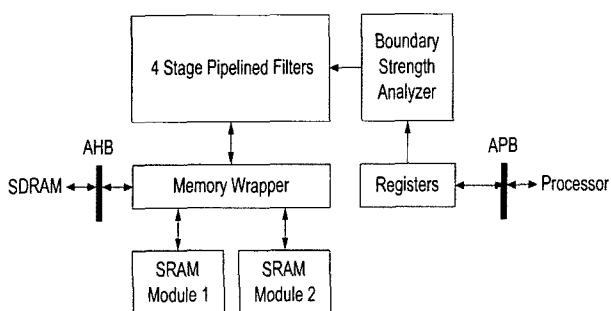 4 Stage Pipelined Filters
Boundary
Strength
Analyzer
AHB
APB
SDRAM
Memory Wrapper
Registers
Processor
SRAM
Module 1
SRAM
Module 2